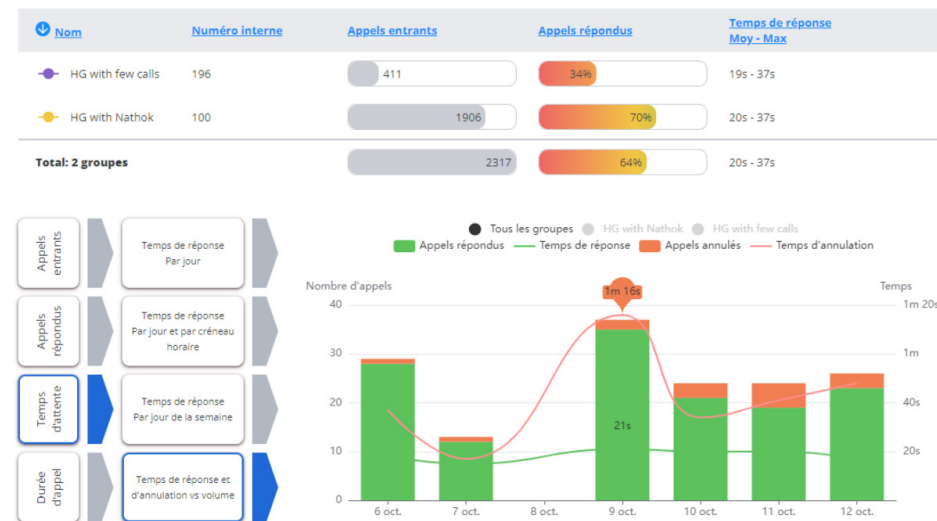 Nom Numéro interne Appels entrants Appels répondus Temps de réponse
Moy - Max
HG with few calls 196 411 34% 19s - 37s
HG with Nathok 100 1906 70% 20s - 37s
Total: 2 groupes 2317 64% 20s - 37s
Appels
entrants
Temps de réponse
Par jour
Appels
répondus
Temps de réponse
Par jour et par créneau
horaire
Temps
d'attente
Temps de réponse
Par jour de la semaine
Durée
d'appel
Temps de réponse et
d'annulation vs volume
Tous les groupes HG with Nathok HG with few calls
Appels répondus Temps de réponse Appels annulés Temps d'annulation
Nombre d'appels Temps
1m 16s
40 1m 20s
30 1m
20 40s
21s
10 20s
0
6 oct. 7 oct. 8 oct. 9 oct. 10 oct. 11 oct. 12 oct.